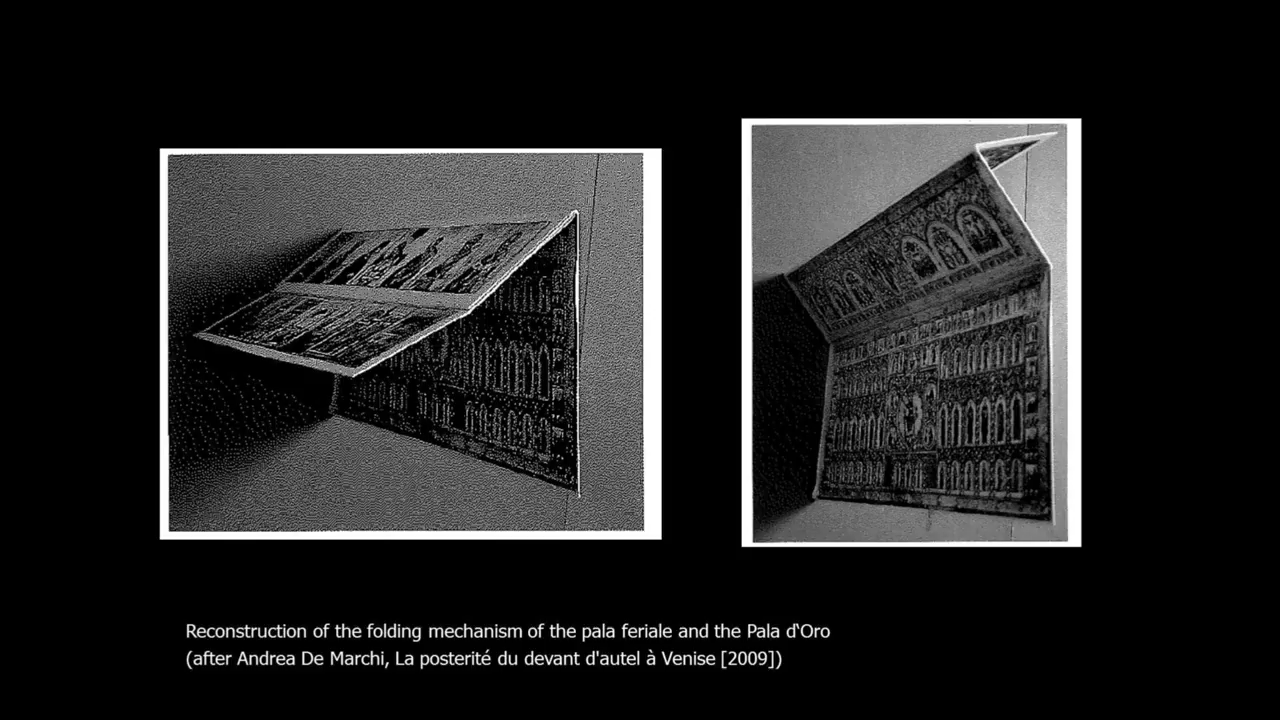 Reconstruction of the folding mechanism of the pala feriale and the Pala d‘Oro
(after Andrea De Marchi, La posterité du devant d'autel à Venise [2009])